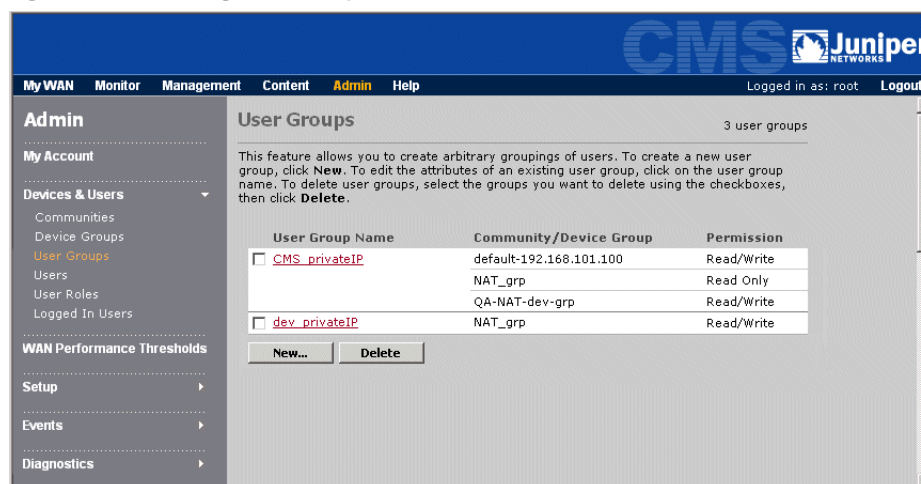 CMS Juniper
NETWORKS
My WAN Monitor Management Content Admin Help Logged in as: root Logout
Admin
My Account
Devices & Users
Communities
Device Groups
User Groups
Users
User Roles
Logged In Users
WAN Performance Thresholds
Setup
Events
Diagnostics
User Groups 3 user groups
This feature allows you to create arbitrary groupings of users. To create a new user
group, click New. To edit the attributes of an existing user group, click on the user group
name. To delete user groups, select the groups you want to delete using the checkboxes,
then click Delete.
User Group Name Community/Device Group Permission
CMS_privateIP default-192.168.101.100 Read/Write
NAT_grp Read Only
QA-NAT-dev-grp Read/Write
dev_privateIP NAT_grp Read/Write
New... Delete